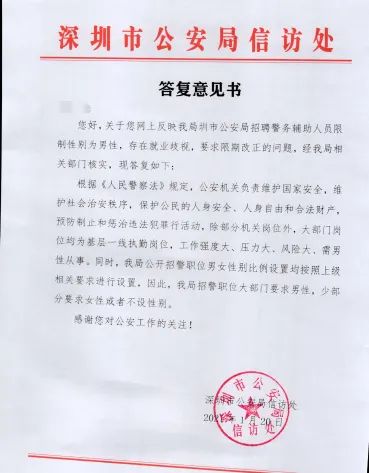 深圳市公安局信访处
答复意见书
您好，关于您网上反映我局圳市公安局招聘警务辅助人员限
制性别为男性，存在就业歧视，要求限期改正的问题，经我局相
关部门核实，现答复如下：
根据《人民警察法》规定，公安机关负责维护国家安全，维
护社会治安秩序，保护公民的人身安全、人身自由和合法财产，
预防制止和惩治违法犯罪行活动，除部分机关岗位外，大部门岗
位均为基层一线执勤岗位，工作强度大、压力大、风险大、需男
性从事。同时，我局公开招警职位男女性别比例设置均按照上级
相关要求进行设置，因此，我局招警职位大部门要求男性，少部
分要求女性或者不设性别。
感谢您对公安工作的关注！
深圳市公安局信访处
1月20日
深圳市公安局
信访处